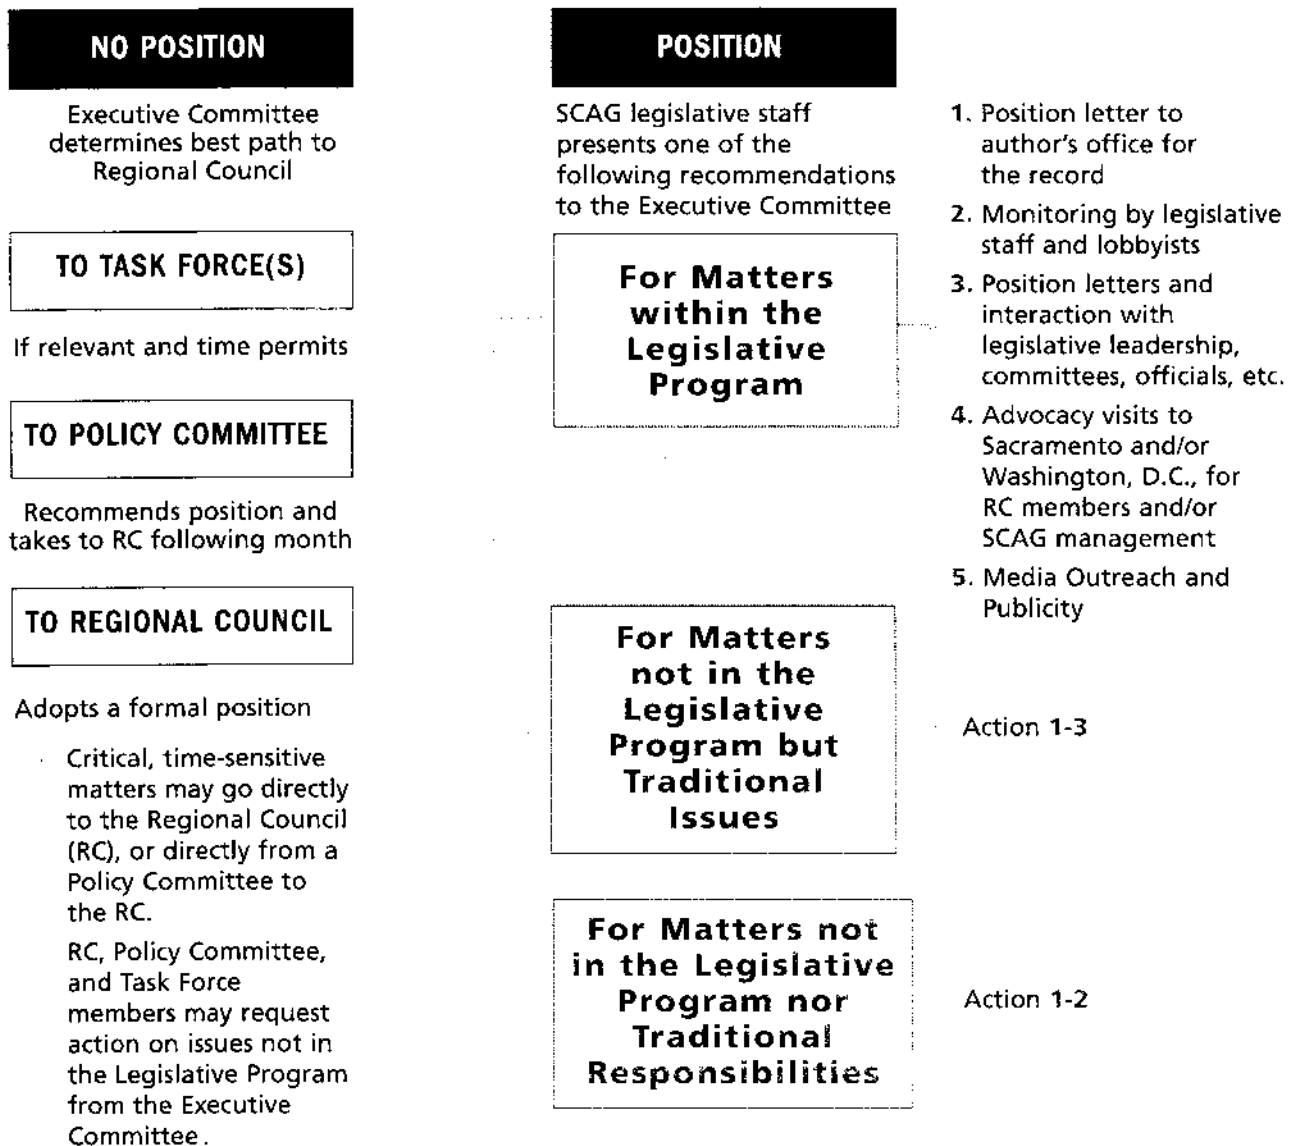 NO POSITION
Executive Committee
determines best path to
Regional Council
TO TASK FORCE(S)
If relevant and time permits
TO POLICY COMMITTEE
Recommends position and
takes to RC following month
TO REGIONAL COUNCIL
Adopts a formal position
Critical, time-sensitive
matters may go directly
to the Regional Council
(RC), or directly from a
Policy Committee to
the RC.
RC, Policy Committee,
and Task Force
members may request
action on issues not in
the Legislative Program
from the Executive
Committee.
POSITION
SCAG legislative staff
presents one of the
following recommendations
to the Executive Committee
For Matters
within the
Legislative
Program
For Matters
not in the
Legislative
Program but
Traditional
Issues
For Matters not
in the Legislative
Program nor
Traditional
Responsibilities
1. Position letter to
author's office for
the record
2. Monitoring by legislative
staff and lobbyists
3. Position letters and
interaction with
legislative leadership,
committees, officials, etc.
4. Advocacy visits to
Sacramento and/or
Washington, D.C., for
RC members and/or
SCAG management
5. Media Outreach and
Publicity
Action 1-3
Action 1-2